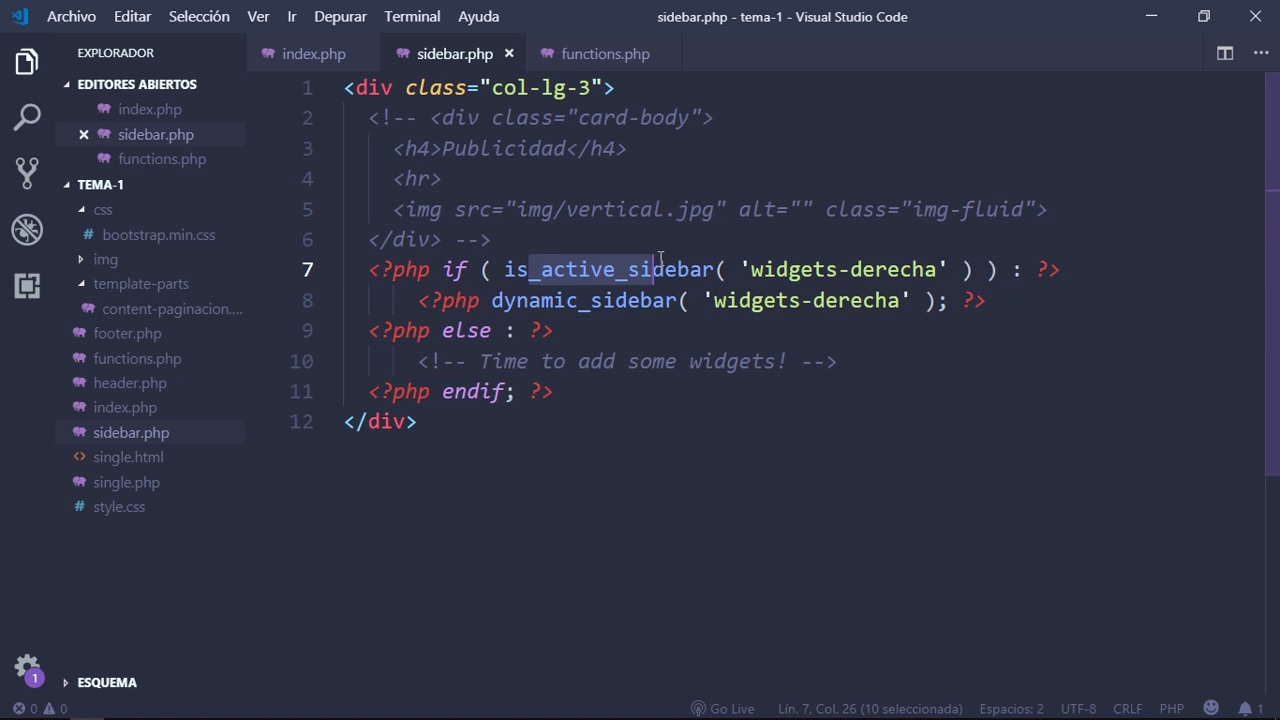 Archivo Editar Selección Ver Ir Depurar Terminal Ayuda
sidebar.php - tema-1 - Visual Studio Code
EXPLORADOR
index.php sidebar.php functions.php
EDITORES ABIERTOS
index.php
sidebar.php
functions.php
TEMA-1
css
# bootstrap.min.css
img
template-parts
content-paginacion....
footer.php
functions.php
header.php
index.php
sidebar.php
<> single.html
single.php
# style.css
ESQUEMA
1 <div class="col-lg-3">
2 <!-- <div class="card-body">
3 <h4>Publicidad</h4>
4 <hr>
5 <img src="img/vertical.jpg" alt="" class="img-fluid">
6 </div> -->
7 <?php if ( is_active_sidebar( 'widgets-derecha' ) ) : ?>
8 <?php dynamic_sidebar( 'widgets-derecha' ); ?>
9 <?php else : ?>
10 <!-- Time to add some widgets! -->
11 <?php endif; ?>
12 </div>
1
0 0 Go Live Lín. 7, Col. 26 (10 seleccionada) Espacios: 2 UTF-8 CRLF PHP 1